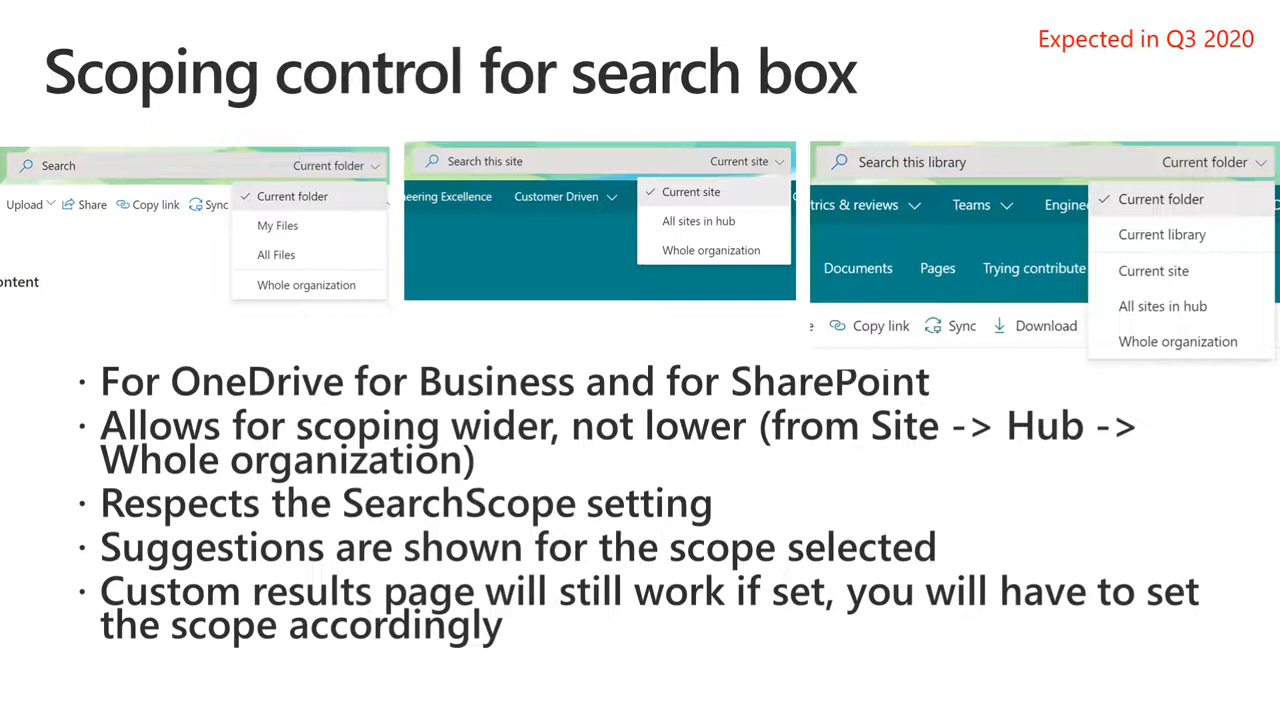 Expected in Q3 2020
Scoping control for search box
Search Current folder
Current folder
Upload Share Copy link Sync
My Files
All Files
ontent
Whole organization
Search this site Current site
Current site
neering Excellence Customer Driven
All sites in hub
Whole organization
Search this library Current folder
Current folder
trics & reviews Teams Enginee
Current library
Documents Pages Trying contribute
Current site
All sites in hub
e Copy link Sync Download
Whole organization
· For OneDrive for Business and for SharePoint
· Allows for scoping wider, not lower (from Site -> Hub ->
Whole organization)
· Respects the SearchScope setting
· Suggestions are shown for the scope selected
· Custom results page will still work if set, you will have to set
the scope accordingly